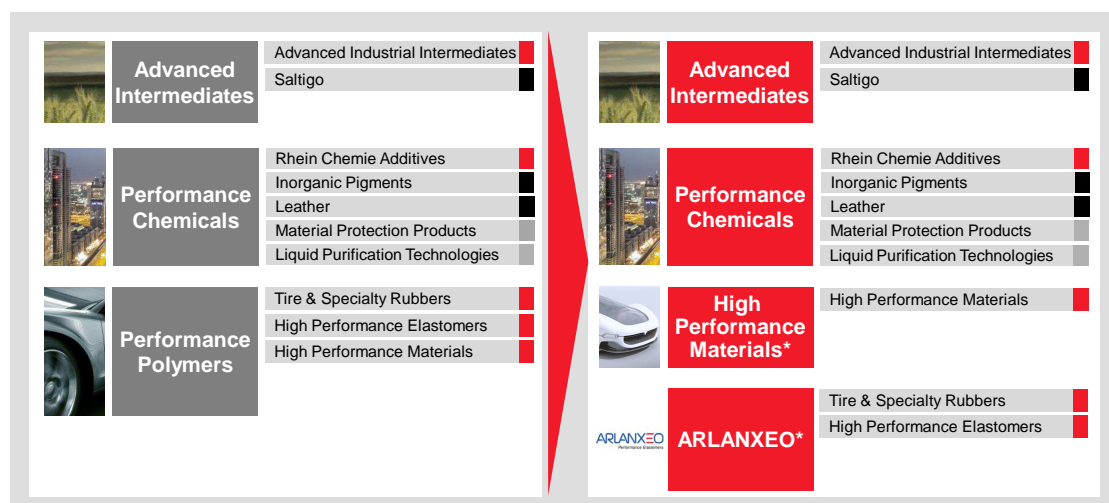 Advanced
Intermediates
Advanced Industrial Intermediates
Saltigo
Performance
Chemicals
Rhein Chemie Additives
Inorganic Pigments
Leather
Material Protection Products
Liquid Purification Technologies
Performance
Polymers
Tire & Specialty Rubbers
High Performance Elastomers
High Performance Materials
Advanced
Intermediates
Advanced Industrial Intermediates
Saltigo
Performance
Chemicals
Rhein Chemie Additives
Inorganic Pigments
Leather
Material Protection Products
Liquid Purification Technologies
High
Performance
Materials*
High Performance Materials
ARLANXEO
Performance Elastomers
ARLANXEO*
Tire & Specialty Rubbers
High Performance Elastomers